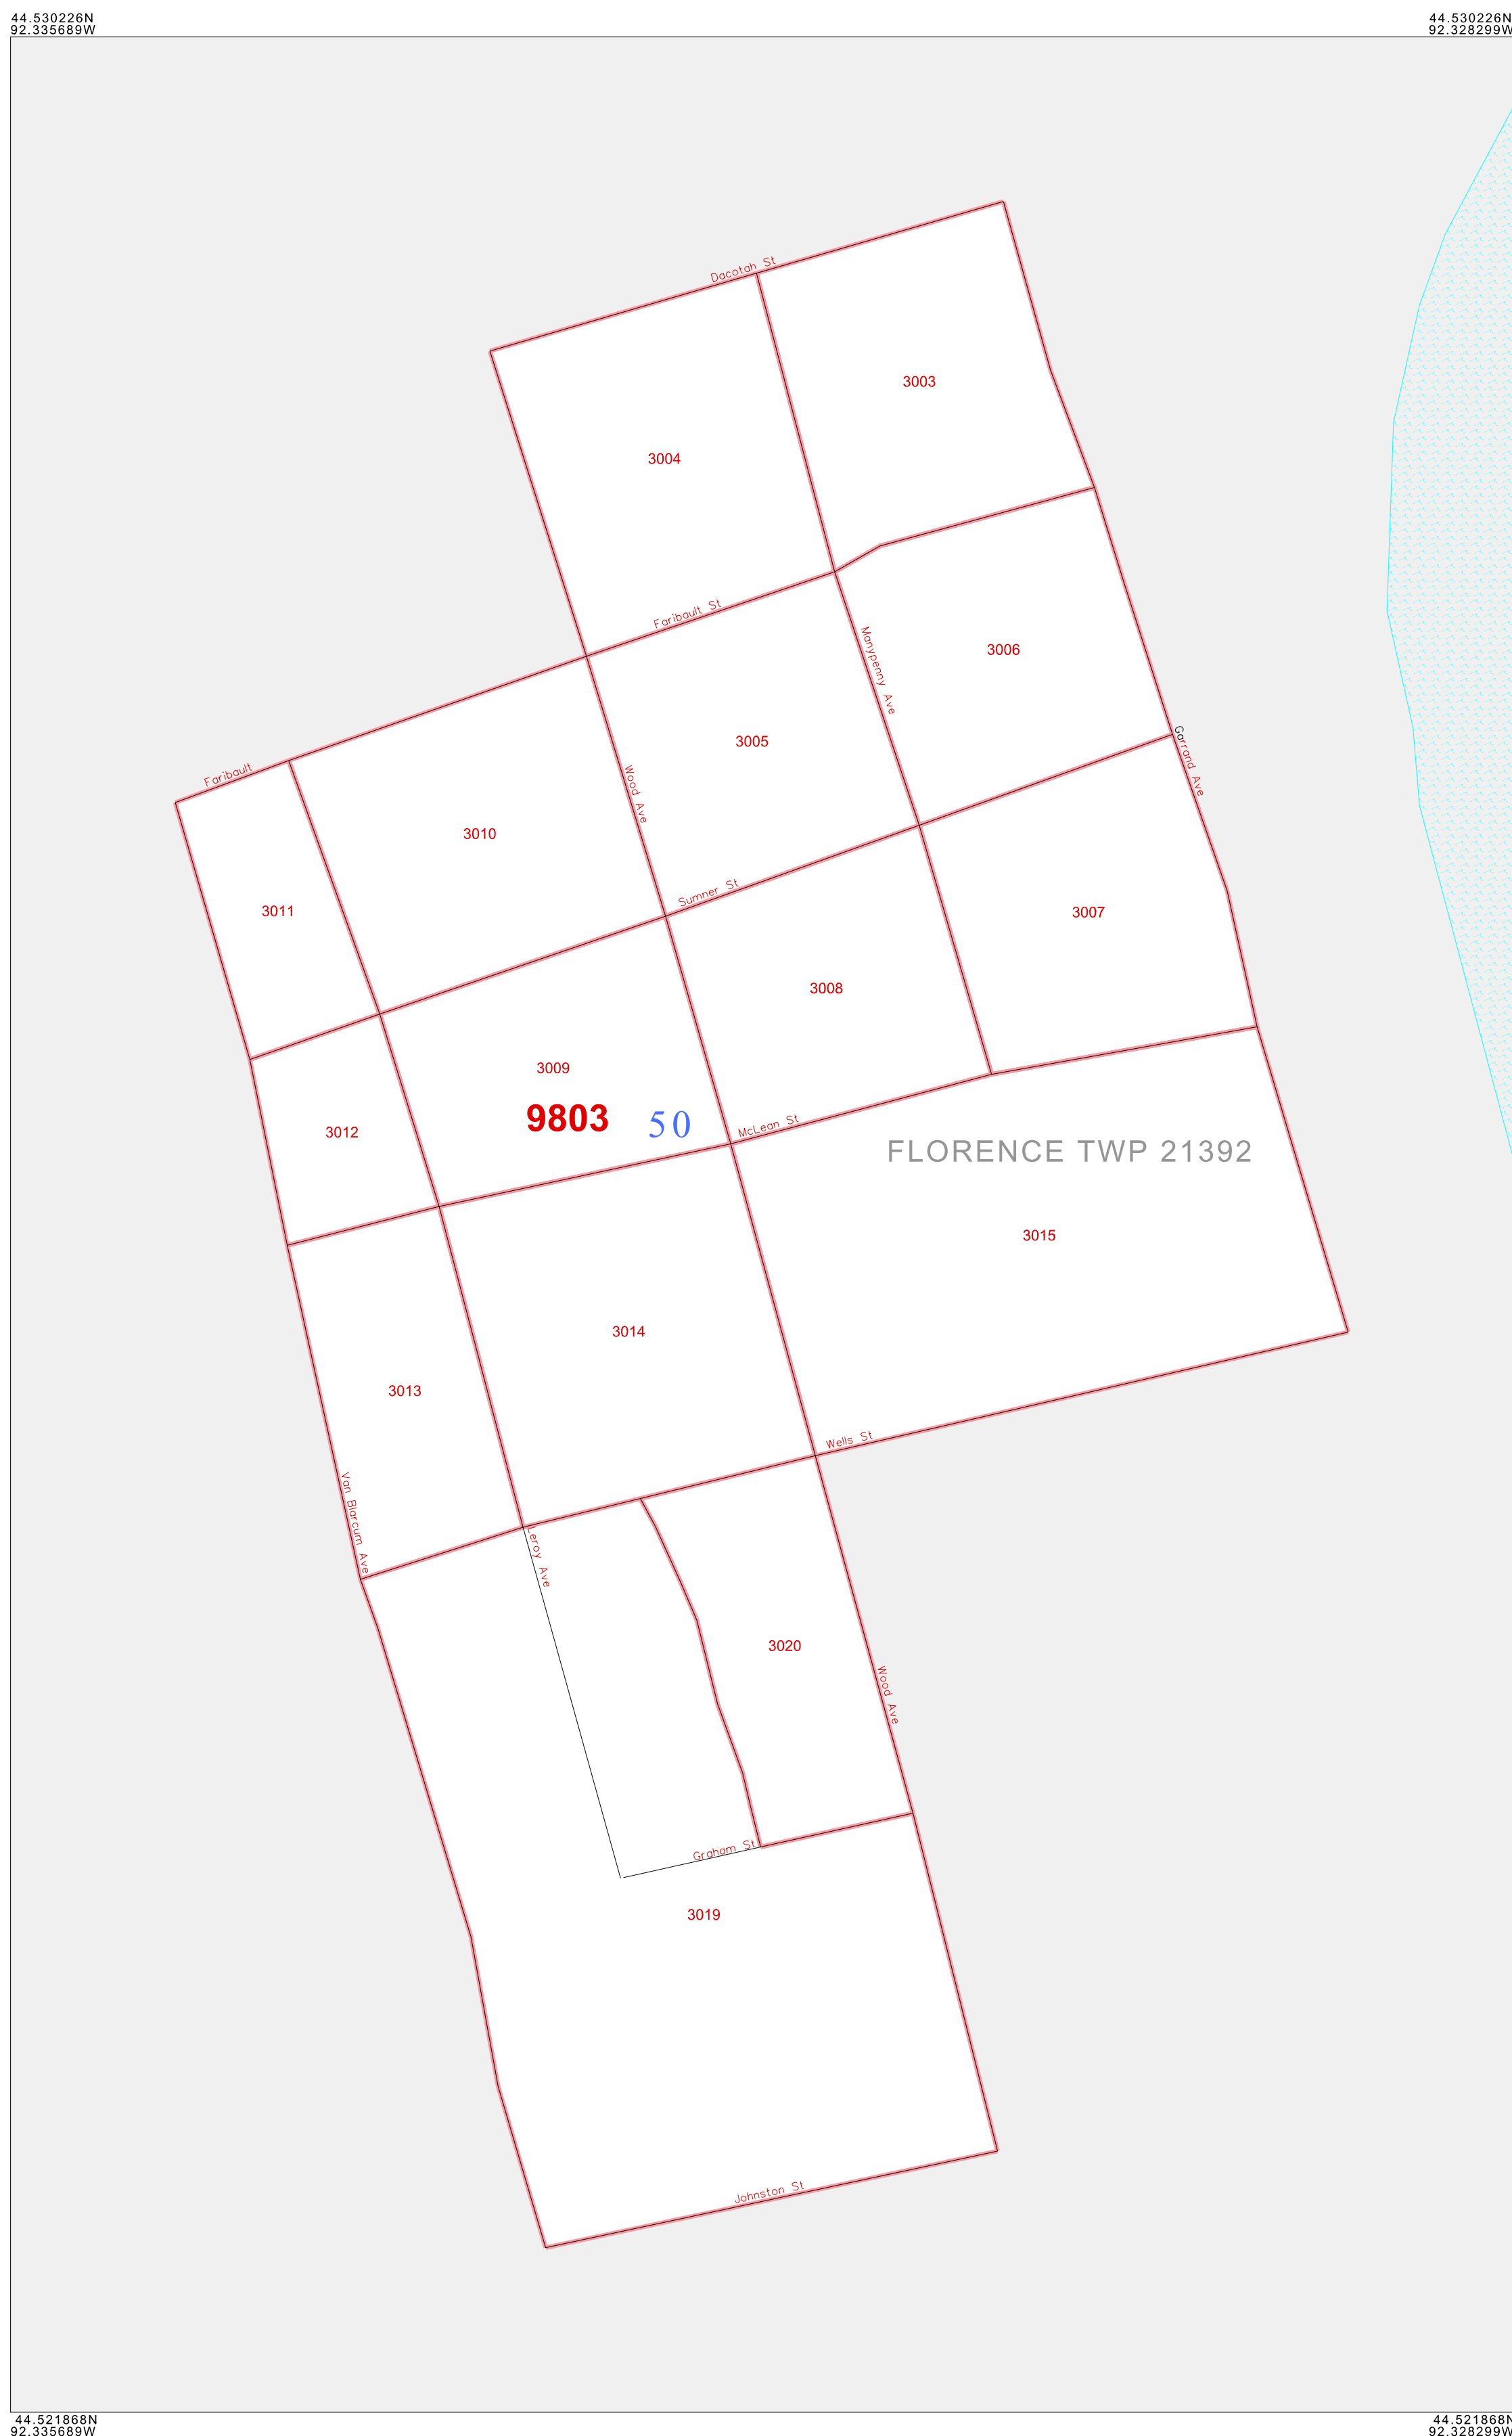 44.530226N
92.335689W
44.530226N
92.328299W
Dacotah St
3003
3004
Faribault St
Manypenny Ave
3006
Garrand Ave
3005
Wood Ave
Faribault
3010
Sumner St
3011
3007
3008
3009
9803
50
McLean St
3012
FLORENCE TWP 21392
3015
3014
3013
Wells St
Van Blarcum Ave
Leroy Ave
3020
Wood Ave
Graham St
3019
Johnston St
44.521868N
92.335689W
44.521868N
92.328299W